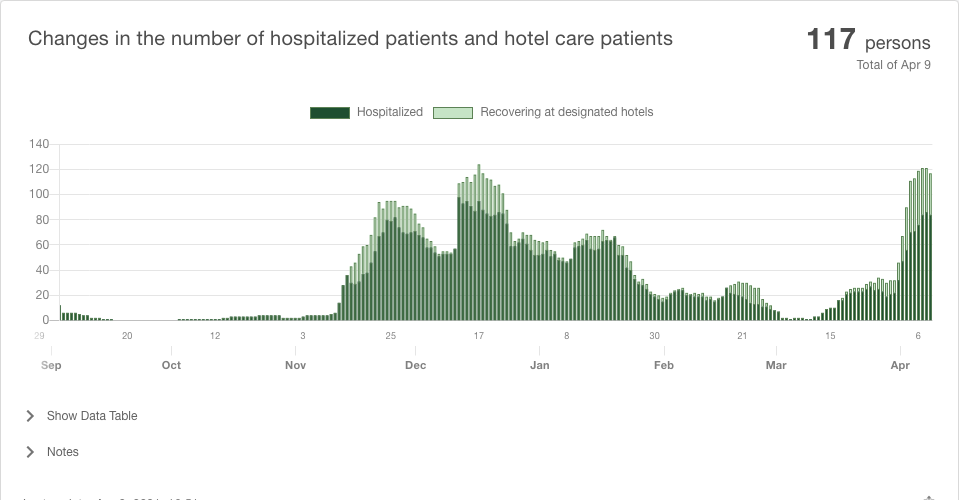 Changes in the number of hospitalized patients and hotel care patients
117 persons
Total of Apr 9
Hospitalized Recovering at designated hotels
140
120
100
80
60
40
20
0
29 20 12 3 25 17 8 30 21 15 6
Sep Oct Nov Dec Jan Feb Mar Apr
Show Data Table
Notes